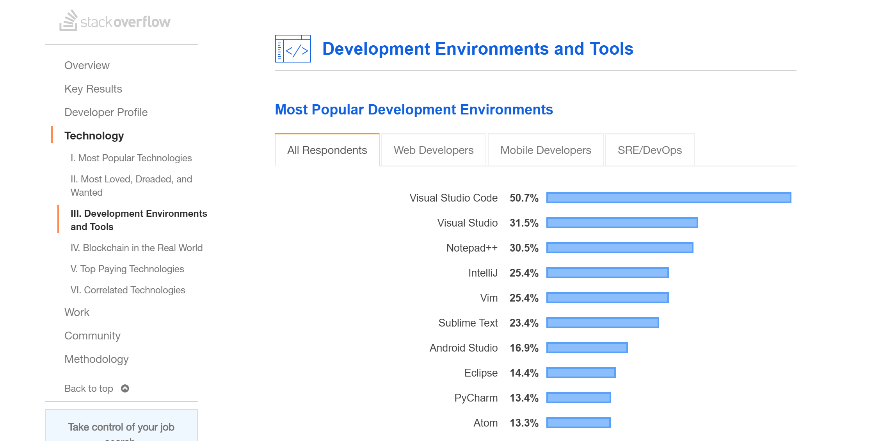 stackoverflow
Overview
Key Results
Developer Profile
Technology
I. Most Popular Technologies
II. Most Loved, Dreaded, and
Wanted
III. Development Environments
and Tools
IV. Blockchain in the Real World
V. Top Paying Technologies
VI. Correlated Technologies
Work
Community
Methodology
Back to top
Take control of your job
search
</> Development Environments and Tools
Most Popular Development Environments
All Respondents Web Developers Mobile Developers SRE/DevOps
Visual Studio Code 50.7%
Visual Studio 31.5%
Notepad++ 30.5%
IntelliJ 25.4%
Vim 25.4%
Sublime Text 23.4%
Android Studio 16.9%
Eclipse 14.4%
PyCharm 13.4%
Atom 13.3%